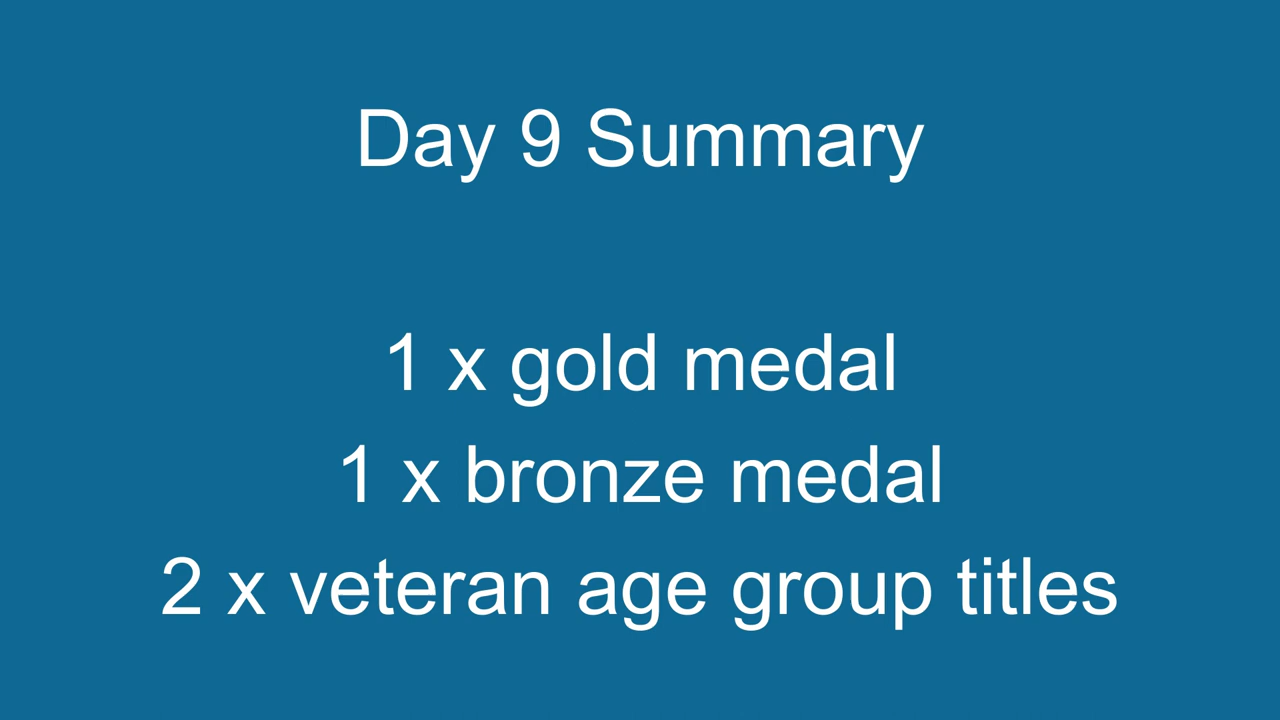 Day 9 Summary
1 x gold medal
1 x bronze medal
2 x veteran age group titles